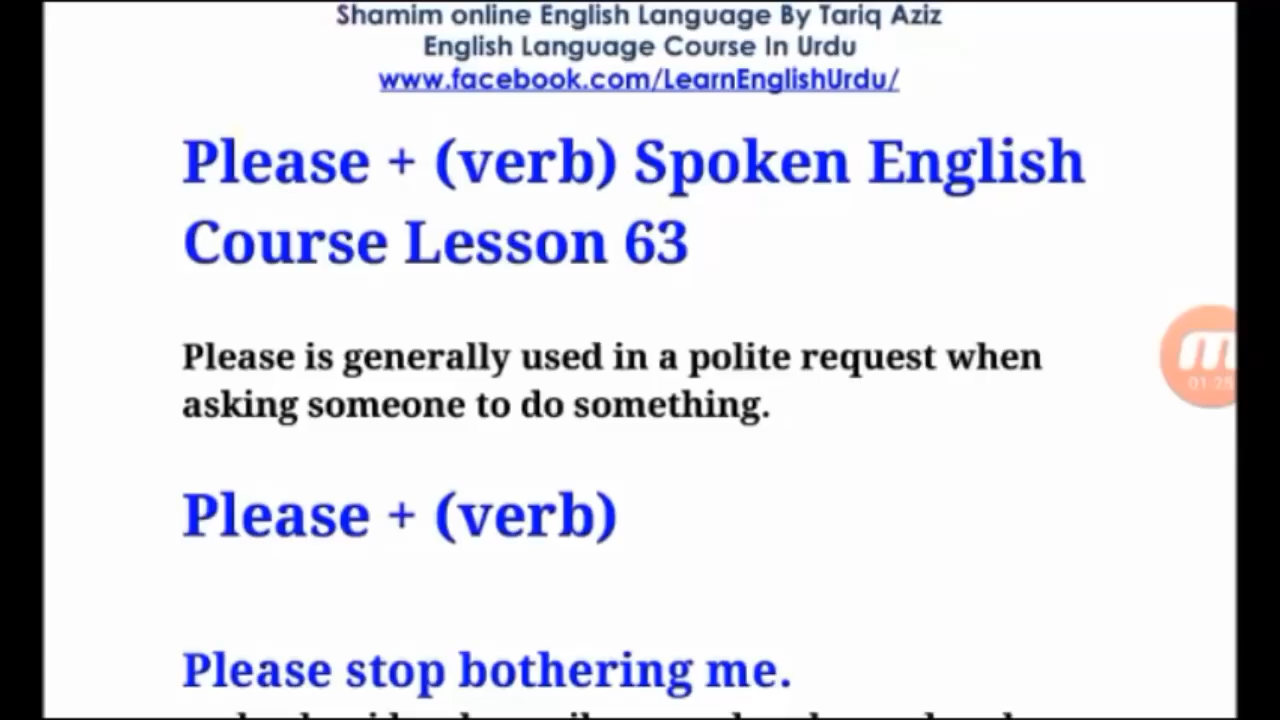 Shamim online English Language By Tariq Aziz
English Language Course In Urdu
www.facebook.com/LearnEnglishUrdu/
Please + (verb) Spoken English
Course Lesson 63
Please is generally used in a polite request when
asking someone to do something.
01:25
Please + (verb)
Please stop bothering me.